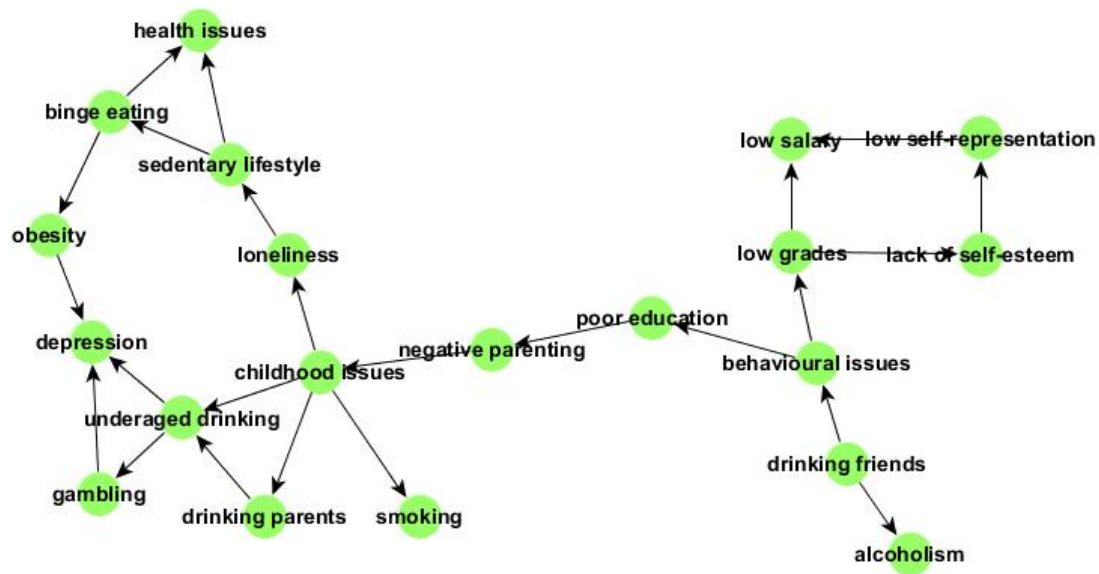 health issues
binge eating
sedentary lifestyle
low salary
low self-representation
obesity
loneliness
low grades
lack of self-esteem
depression
childhood issues
negative parenting
poor education
behavioural issues
underaged drinking
gambling
drinking parents
smoking
drinking friends
alcoholism